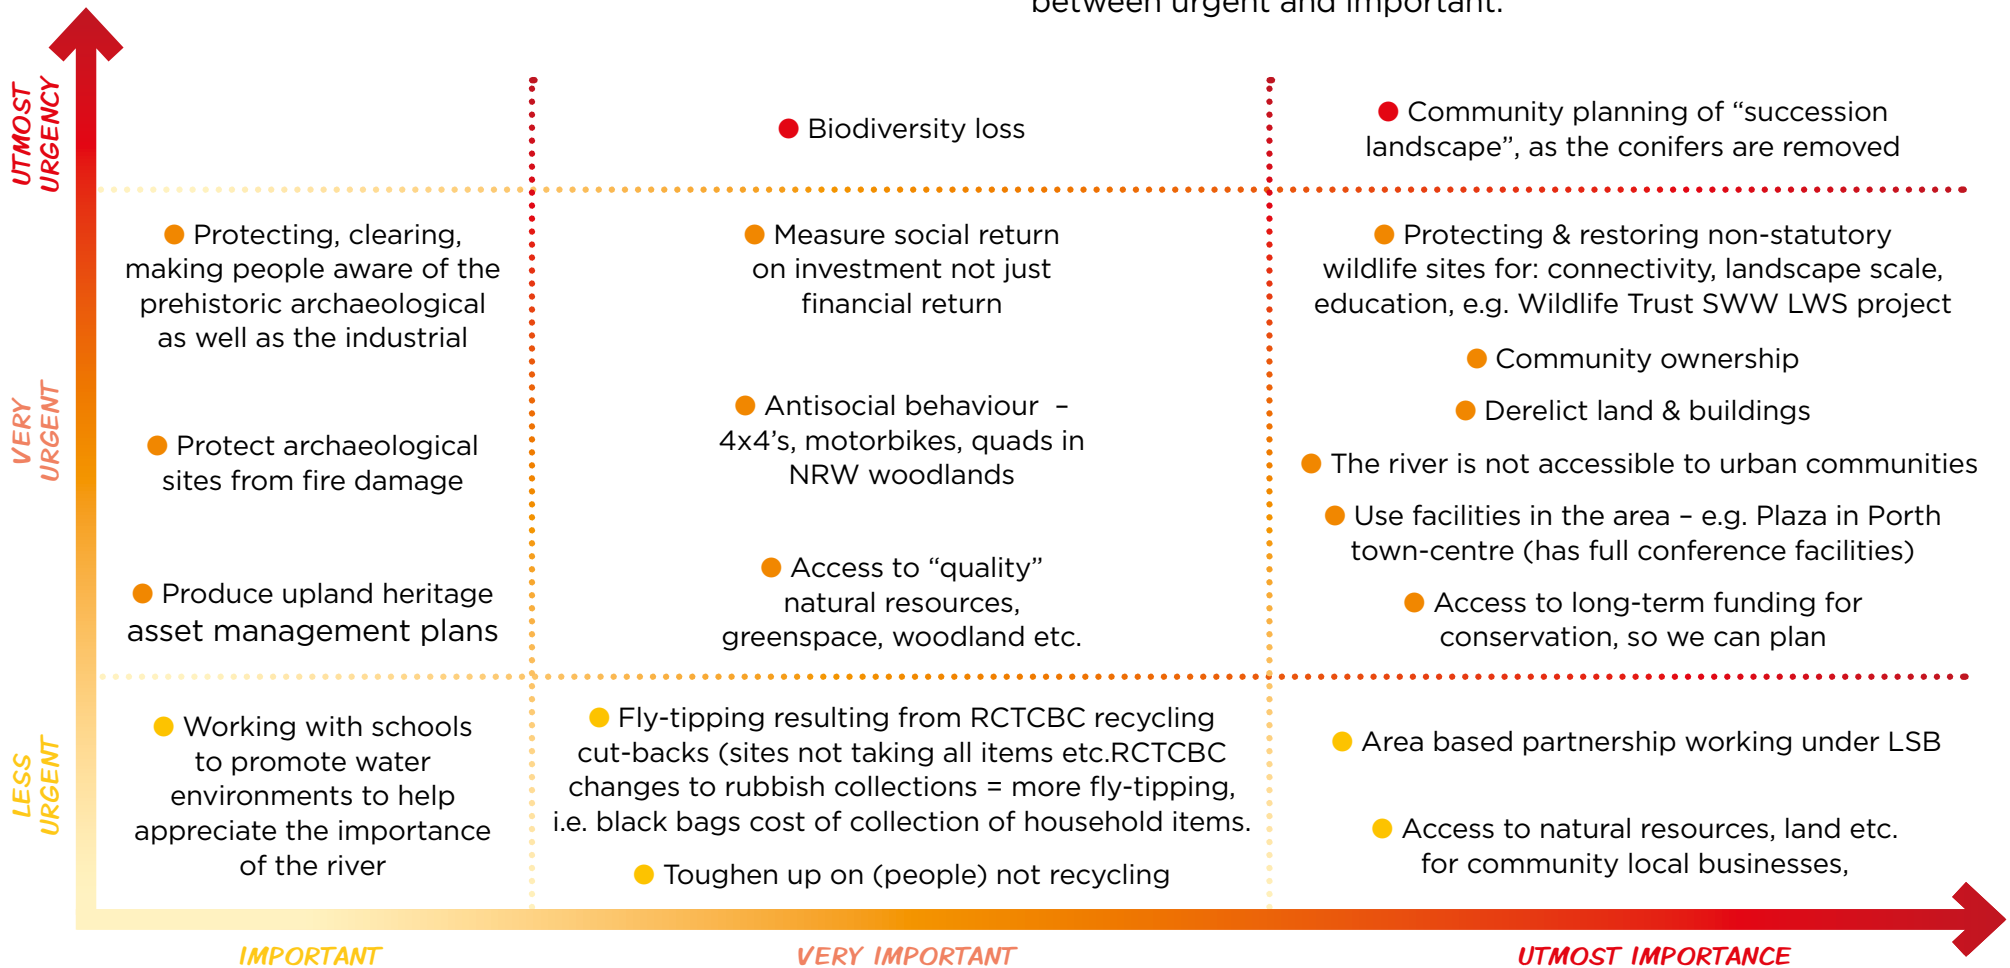 between urgent and important.
UTMOST
URGENCY
● Biodiversity loss
● Community planning of “succession
landscape”, as the conifers are removed
VERY
URGENT
● Protecting, clearing,
making people aware of the
prehistoric archaeological
as well as the industrial
● Protect archaeological
sites from fire damage
● Produce upland heritage
asset management plans
● Measure social return
on investment not just
financial return
● Antisocial behaviour –
4x4’s, motorbikes, quads in
NRW woodlands
● Access to “quality”
natural resources,
greenspace, woodland etc.
● Protecting & restoring non-statutory
wildlife sites for: connectivity, landscape scale,
education, e.g. Wildlife Trust SWW LWS project
● Community ownership
● Derelict land & buildings
● The river is not accessible to urban communities
● Use facilities in the area – e.g. Plaza in Porth
town-centre (has full conference facilities)
● Access to long-term funding for
conservation, so we can plan
LESS
URGENT
● Working with schools
to promote water
environments to help
appreciate the importance
of the river
● Fly-tipping resulting from RCTCBC recycling
cut-backs (sites not taking all items etc.RCTCBC
changes to rubbish collections = more fly-tipping,
i.e. black bags cost of collection of household items.
● Toughen up on (people) not recycling
● Area based partnership working under LSB
● Access to natural resources, land etc.
for community local businesses,
IMPORTANT
VERY IMPORTANT
UTMOST IMPORTANCE